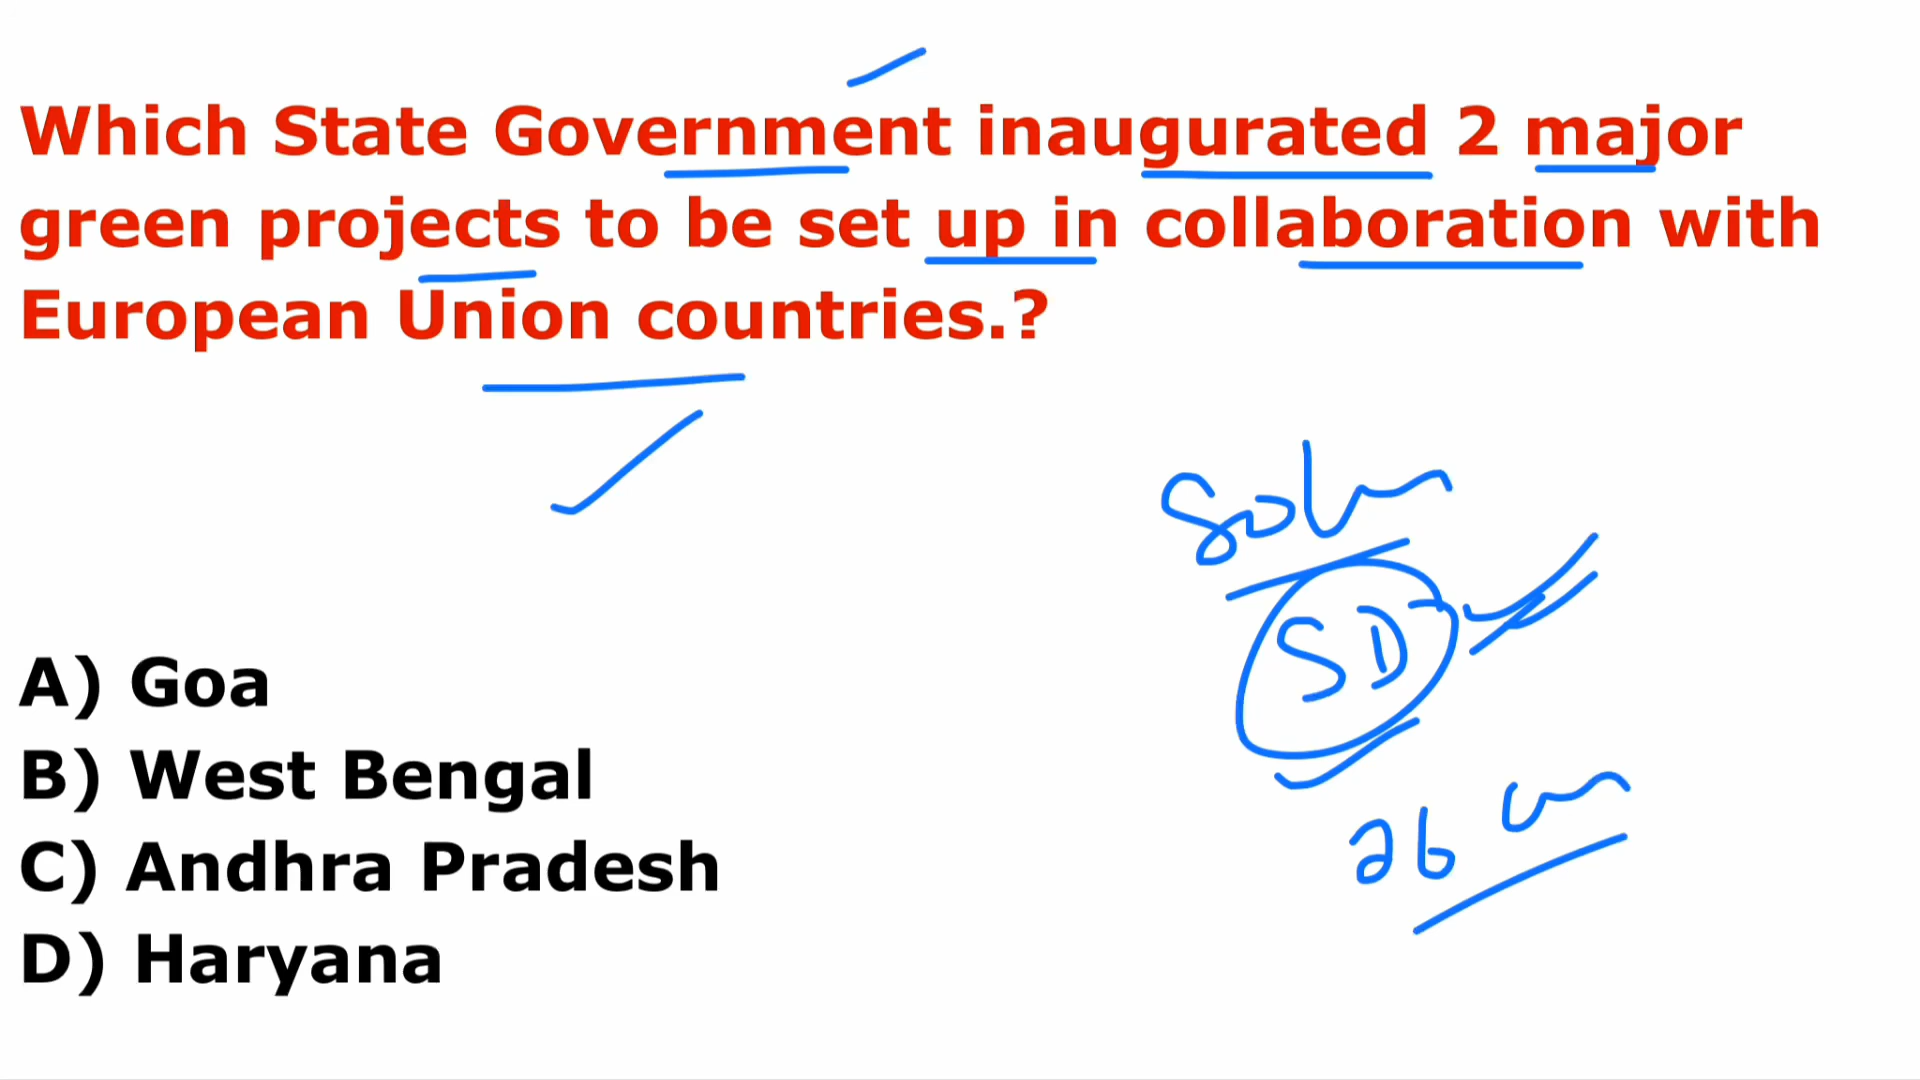 Which State Government inaugurated 2 major
green projects to be set up in collaboration with
European Union countries.?
SD
26
A) Goa
B) West Bengal
C) Andhra Pradesh
D) Haryana